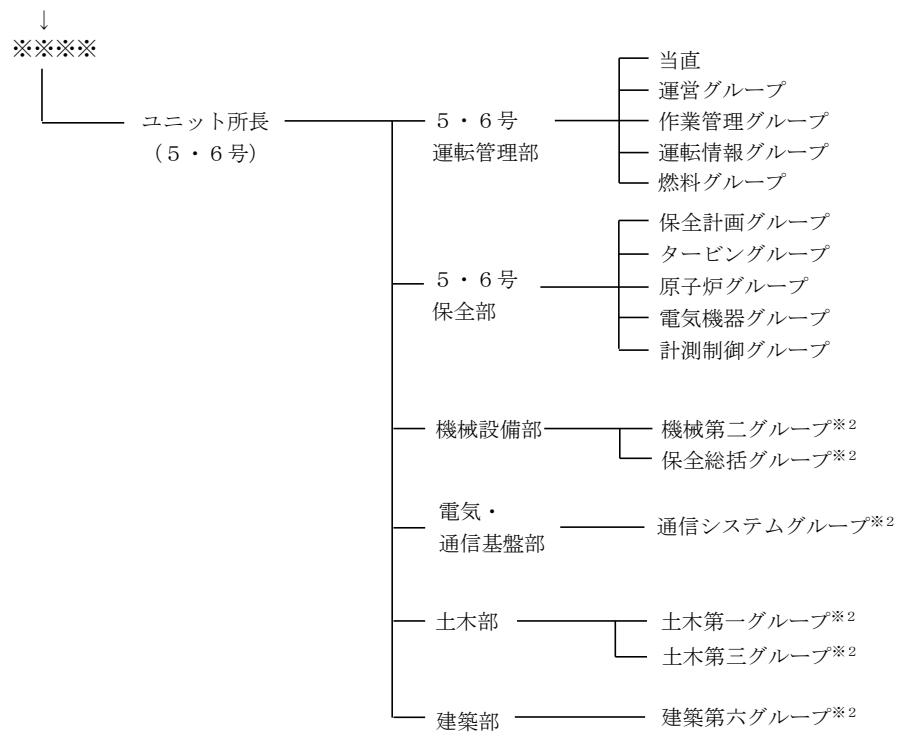 ↓
※※※※
ユニット所長
(5・6号)
5・6号
運転管理部
当直
運営グループ
作業管理グループ
運転情報グループ
燃料グループ
5・6号
保全部
保全計画グループ
タービングループ
原子炉グループ
電気機器グループ
計測制御グループ
機械設備部
機械第二グループ※2
保全総括グループ※2
電気・
通信基盤部
通信システムグループ※2
土木部
土木第一グループ※2
土木第三グループ※2
建築部
建築第六グループ※2